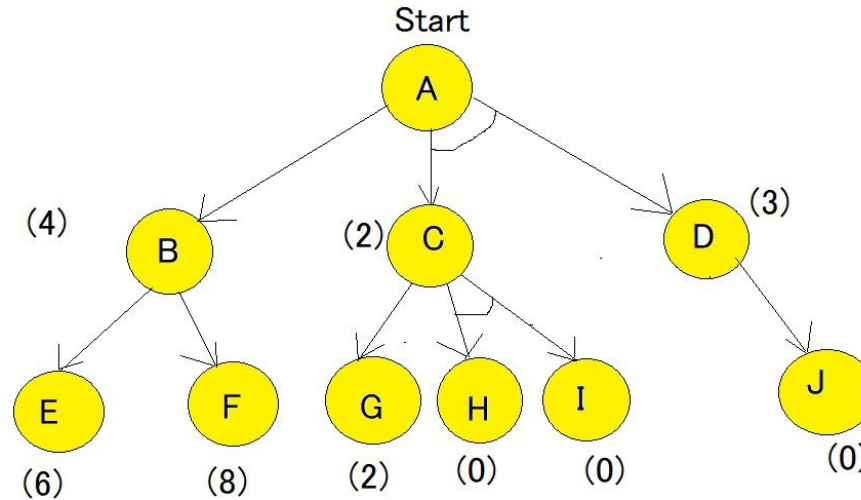 Start
A
(4) B (2) C D (3)
E F G H I J
(6) (8) (2) (0) (0) (0)